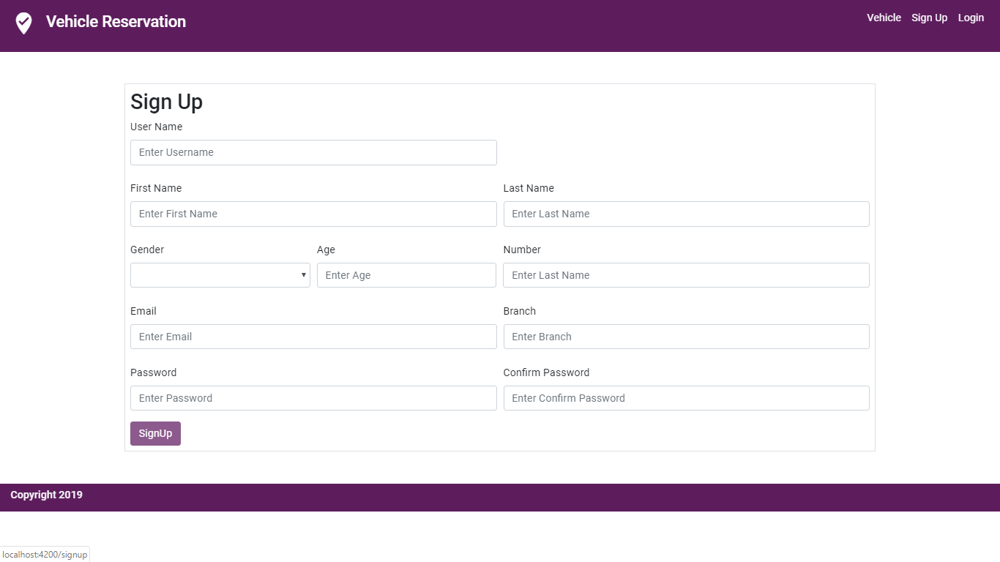 Vehicle Reservation
Vehicle Sign Up Login
Sign Up
User Name
Enter Username
First Name Last Name
Enter First Name Enter Last Name
Gender Age Number
Enter Age Enter Last Name
Email Branch
Enter Email Enter Branch
Password Confirm Password
Enter Password Enter Confirm Password
SignUp
Copyright 2019
localhost:4200/signup